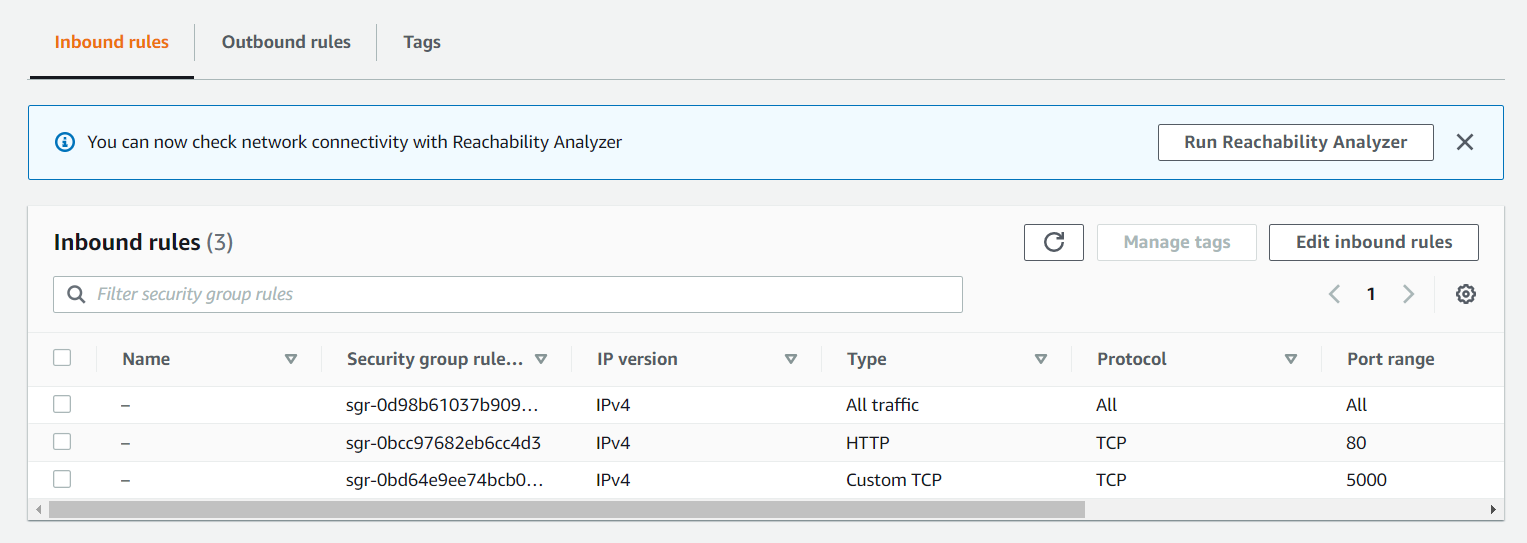 Inbound rules Outbound rules Tags
You can now check network connectivity with Reachability Analyzer Run Reachability Analyzer
Inbound rules (3) Manage tags Edit inbound rules
Filter security group rules 1
Name Security group rule... IP version Type Protocol Port range
– sgr-0d98b61037b909... IPv4 All traffic All All
– sgr-0bcc97682eb6cc4d3 IPv4 HTTP TCP 80
– sgr-0bd64e9ee74bcb0... IPv4 Custom TCP TCP 5000